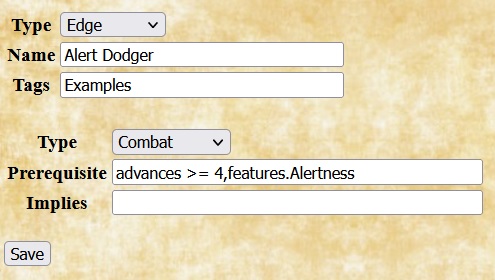 Type Edge
Name Alert Dodger
Tags Examples
Type Combat
Prerequisite advances >= 4,features.Alertness
Implies
Save